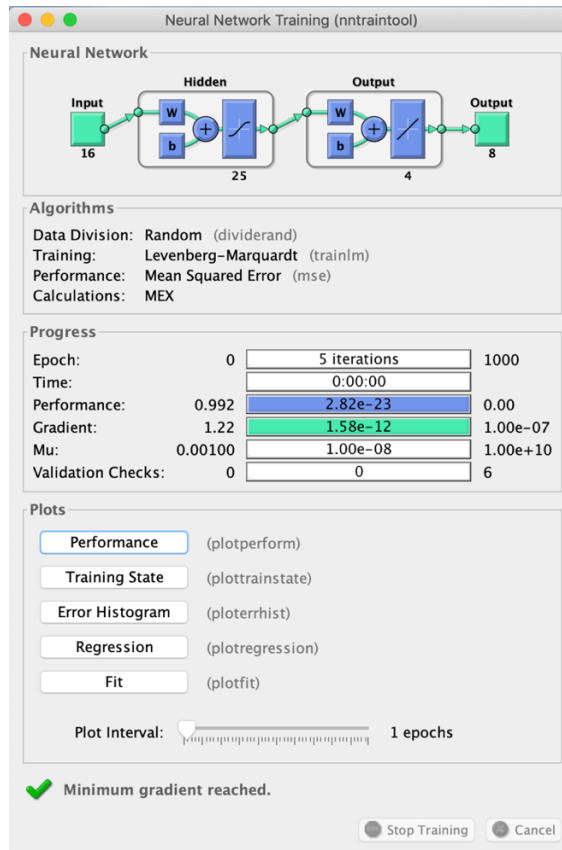 Neural Network Training (nntraintool)
Neural Network
Hidden Output
Input Output
W W
+ +
b b
16 8
25 4
Algorithms
Data Division: Random (dividerand)
Training: Levenberg-Marquardt (trainlm)
Performance: Mean Squared Error (mse)
Calculations: MEX
Progress
Epoch: 0 5 iterations 1000
Time: 0:00:00
Performance: 0.992 2.82e-23 0.00
Gradient: 1.22 1.58e-12 1.00e-07
Mu: 0.00100 1.00e-08 1.00e+10
Validation Checks: 0 0 6
Plots
Performance (plotperform)
Training State (plottrainstate)
Error Histogram (ploterrhist)
Regression (plotregression)
Fit (plotfit)
Plot Interval: 1 epochs
Minimum gradient reached.
Stop Training Cancel